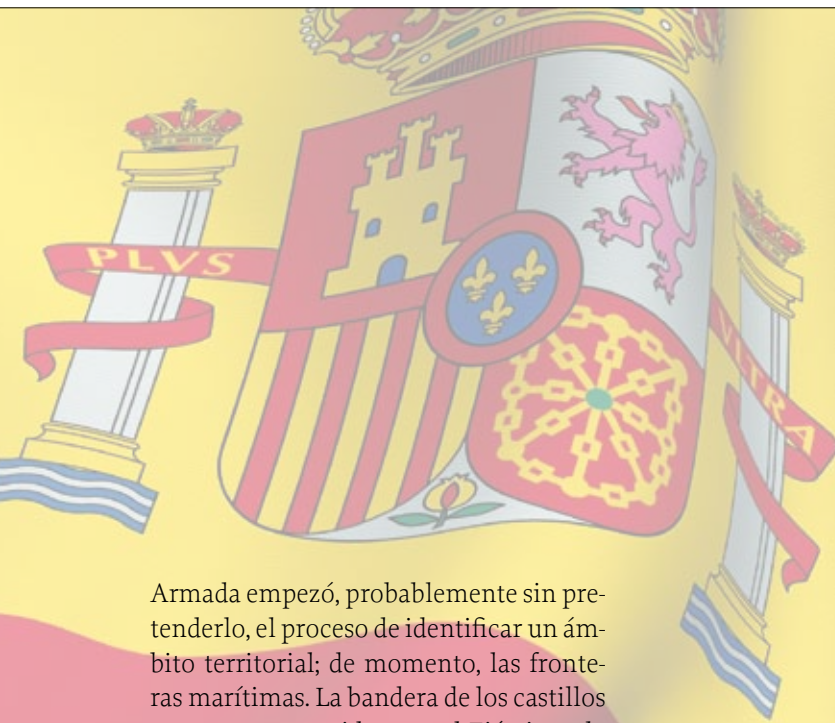 PLVS
VLTRA
Armada empezó, probablemente sin pre-
tenderlo, el proceso de identificar un ám-
bito territorial; de momento, las fronte-
ras marítimas. La bandera de los castillos